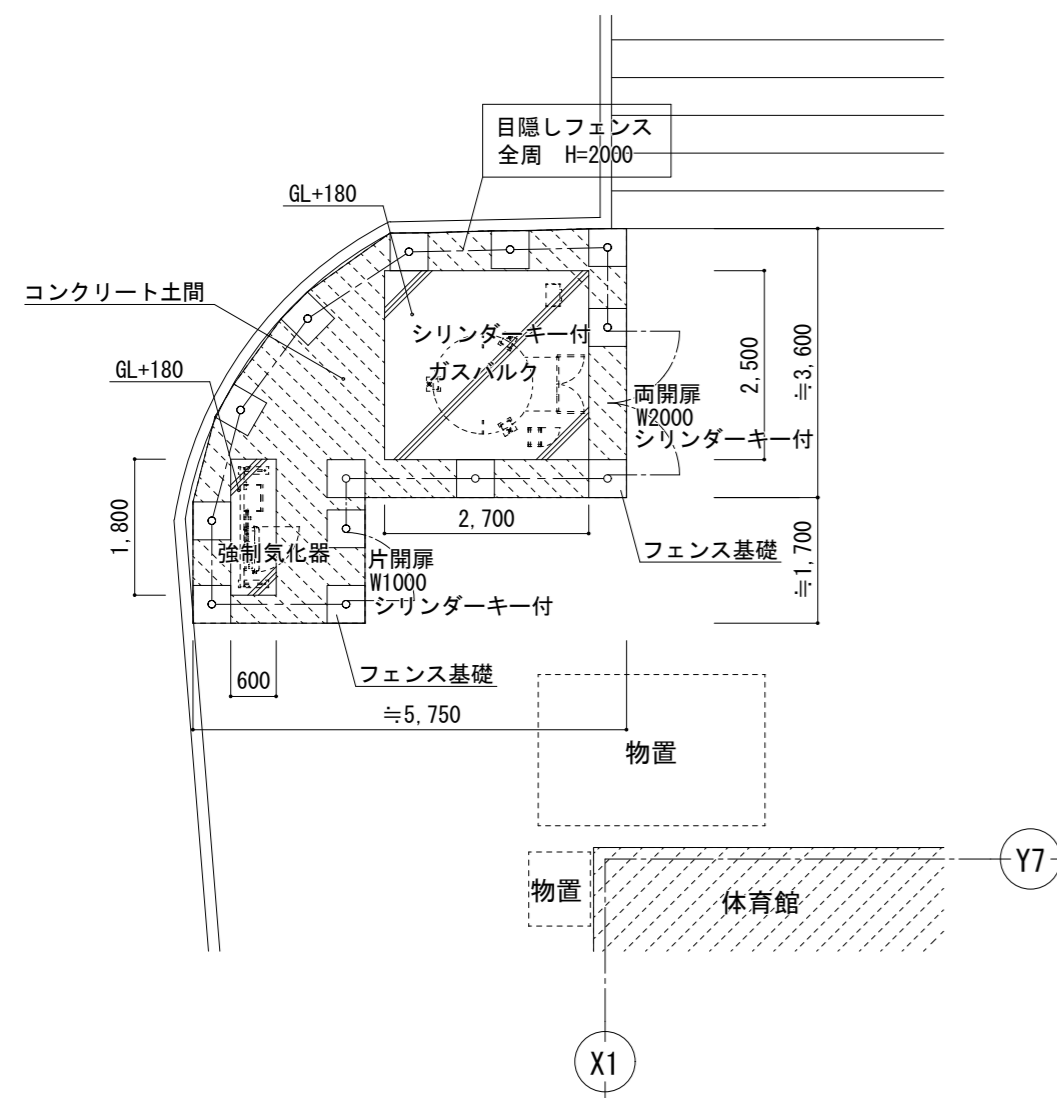 目隠しフェンス
全周　H=2000
GL+180
コンクリート土間
シリンダーキー付
ガスバルク
GL+180
両開扉
W2000
シリンダーキー付
2,500
≒3,600
1,800
2,700
≒1,700
強制気化器
片開扉
W1000
シリンダーキー付
フェンス基礎
フェンス基礎
600
≒5,750
物置
物置
体育館
Y7
X1